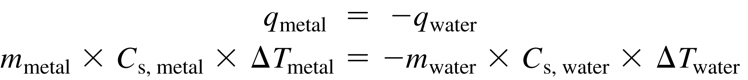 q_metal = −q_water
m_metal × C_s, metal × ΔT_metal = −m_water × C_s, water × ΔT_water